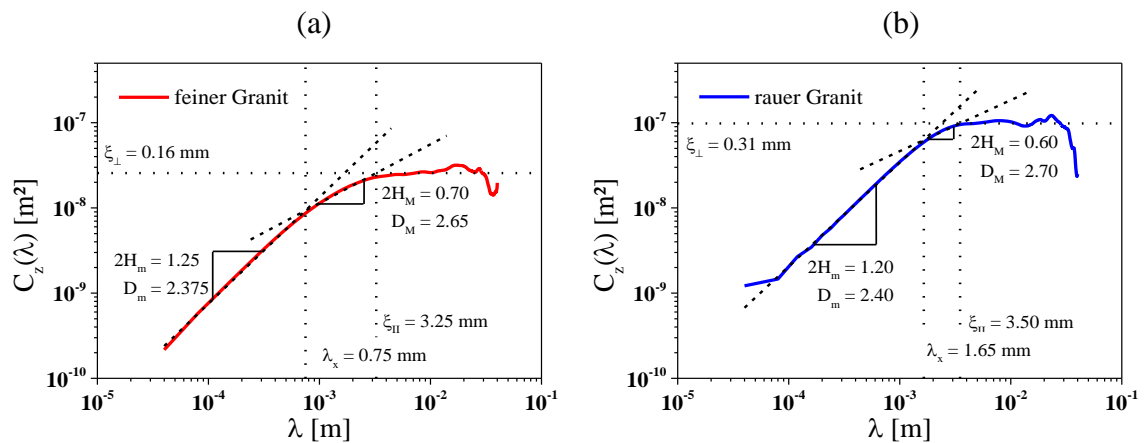 (a)
feiner Granit
ξ⊥ = 0.16 mm
2H_M = 0.70
D_M = 2.65
2H_m = 1.25
D_m = 2.375
ξ_II = 3.25 mm
λ_x = 0.75 mm
C_z(λ) [m²]
10^-7
10^-8
10^-9
10^-10
10^-5
10^-4
10^-3
10^-2
10^-1
λ [m]
(b)
rauer Granit
ξ⊥ = 0.31 mm
2H_M = 0.60
D_M = 2.70
2H_m = 1.20
D_m = 2.40
ξ_II = 3.50 mm
λ_x = 1.65 mm
C_z(λ) [m²]
10^-7
10^-8
10^-9
10^-10
10^-5
10^-4
10^-3
10^-2
10^-1
λ [m]